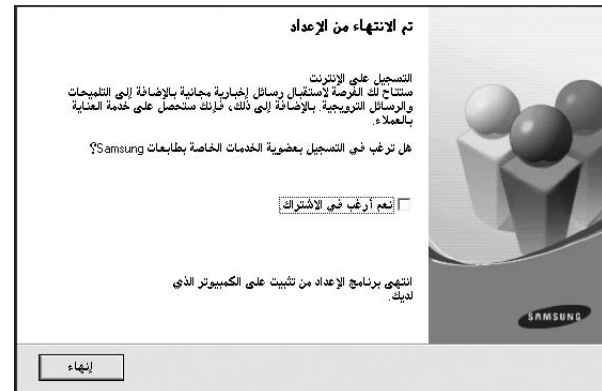 تم الانتهاء من الإعداد
التسجيل على الإنترنت
ستتاح لك الفرصة لاستقبال رسائل إخبارية مجانية بالإضافة إلى التلميحات
والرسائل الترويجية. بالإضافة إلى ذلك، فإنك ستحصل على خدمة العناية
بالعملاء.
هل ترغب في التسجيل بعضوية الخدمات الخاصة بطابعات Samsung؟
نعم أرغب في الاشتراك
انتهى برنامج الإعداد من تثبيت على الكمبيوتر الذي
لديك.
SAMSUNG
إنهاء